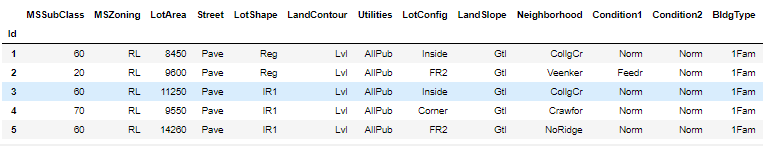 MSSubClass MSZoning LotArea Street LotShape LandContour Utilities LotConfig LandSlope Neighborhood Condition1 Condition2 BldgType
Id
1 60 RL 8450 Pave Reg Lvl AllPub Inside Gtl CollgCr Norm Norm 1Fam
2 20 RL 9600 Pave Reg Lvl AllPub FR2 Gtl Veenker Feedr Norm 1Fam
3 60 RL 11250 Pave IR1 Lvl AllPub Inside Gtl CollgCr Norm Norm 1Fam
4 70 RL 9550 Pave IR1 Lvl AllPub Corner Gtl Crawfor Norm Norm 1Fam
5 60 RL 14260 Pave IR1 Lvl AllPub FR2 Gtl NoRidge Norm Norm 1Fam